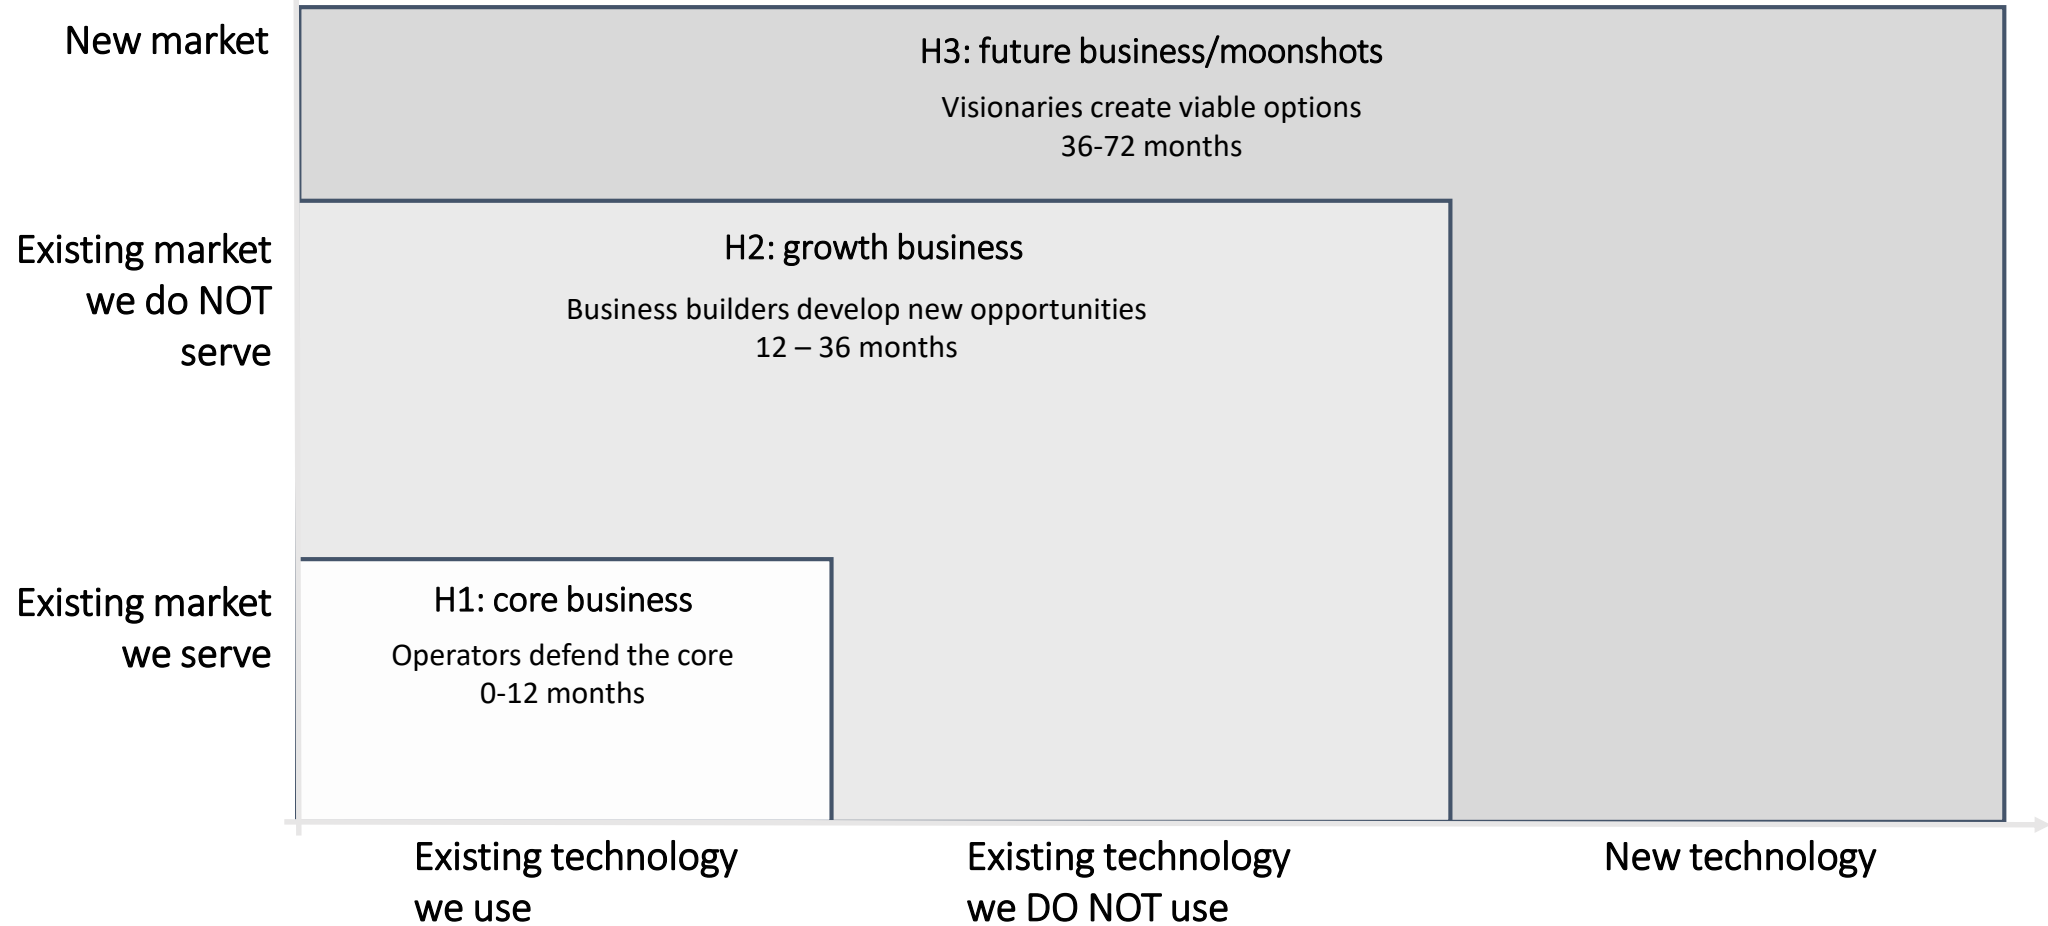 New market
H3: future business/moonshots
Visionaries create viable options
36-72 months
Existing market
we do NOT
serve
H2: growth business
Business builders develop new opportunities
12 – 36 months
Existing market
we serve
H1: core business
Operators defend the core
0-12 months
Existing technology
we use
Existing technology
we DO NOT use
New technology